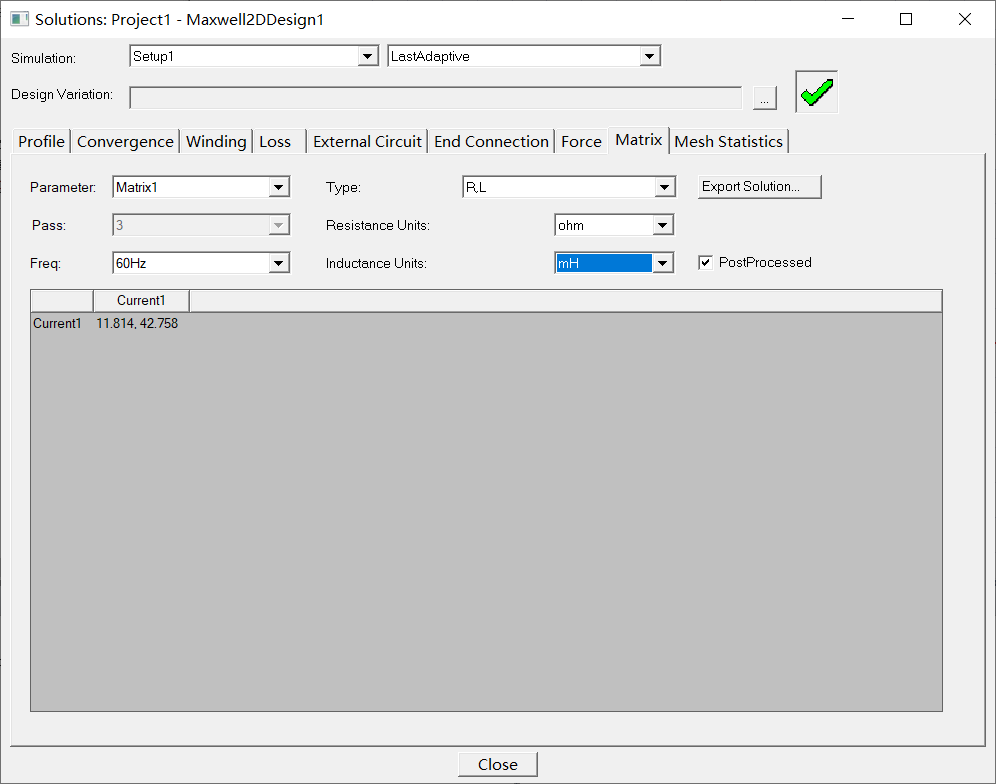 Solutions: Project1 - Maxwell2DDesign1
Simulation: Setup1 LastAdaptive
Design Variation: ...
Profile Convergence Winding Loss External Circuit End Connection Force Matrix Mesh Statistics
Parameter: Matrix1 Type: R,L Export Solution...
Pass: 3 Resistance Units: ohm
Freq: 60Hz Inductance Units: mH PostProcessed
Current1
Current1 11.814, 42.758
Close